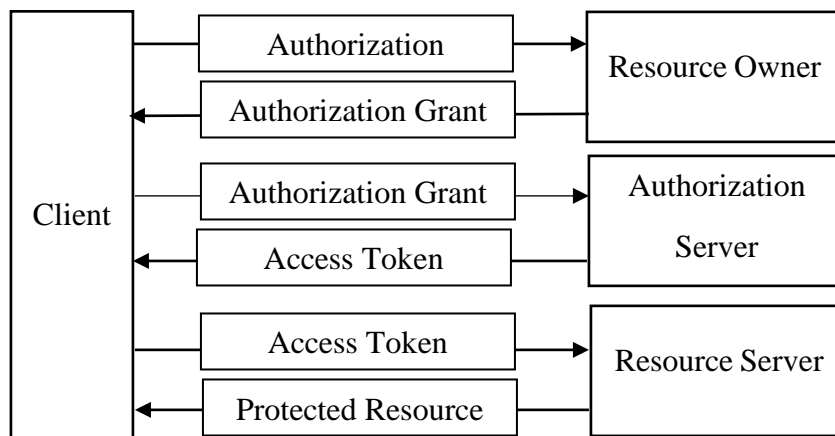 Authorization
Resource Owner
Authorization Grant
Client
Authorization Grant
Authorization
Server
Access Token
Access Token
Resource Server
Protected Resource